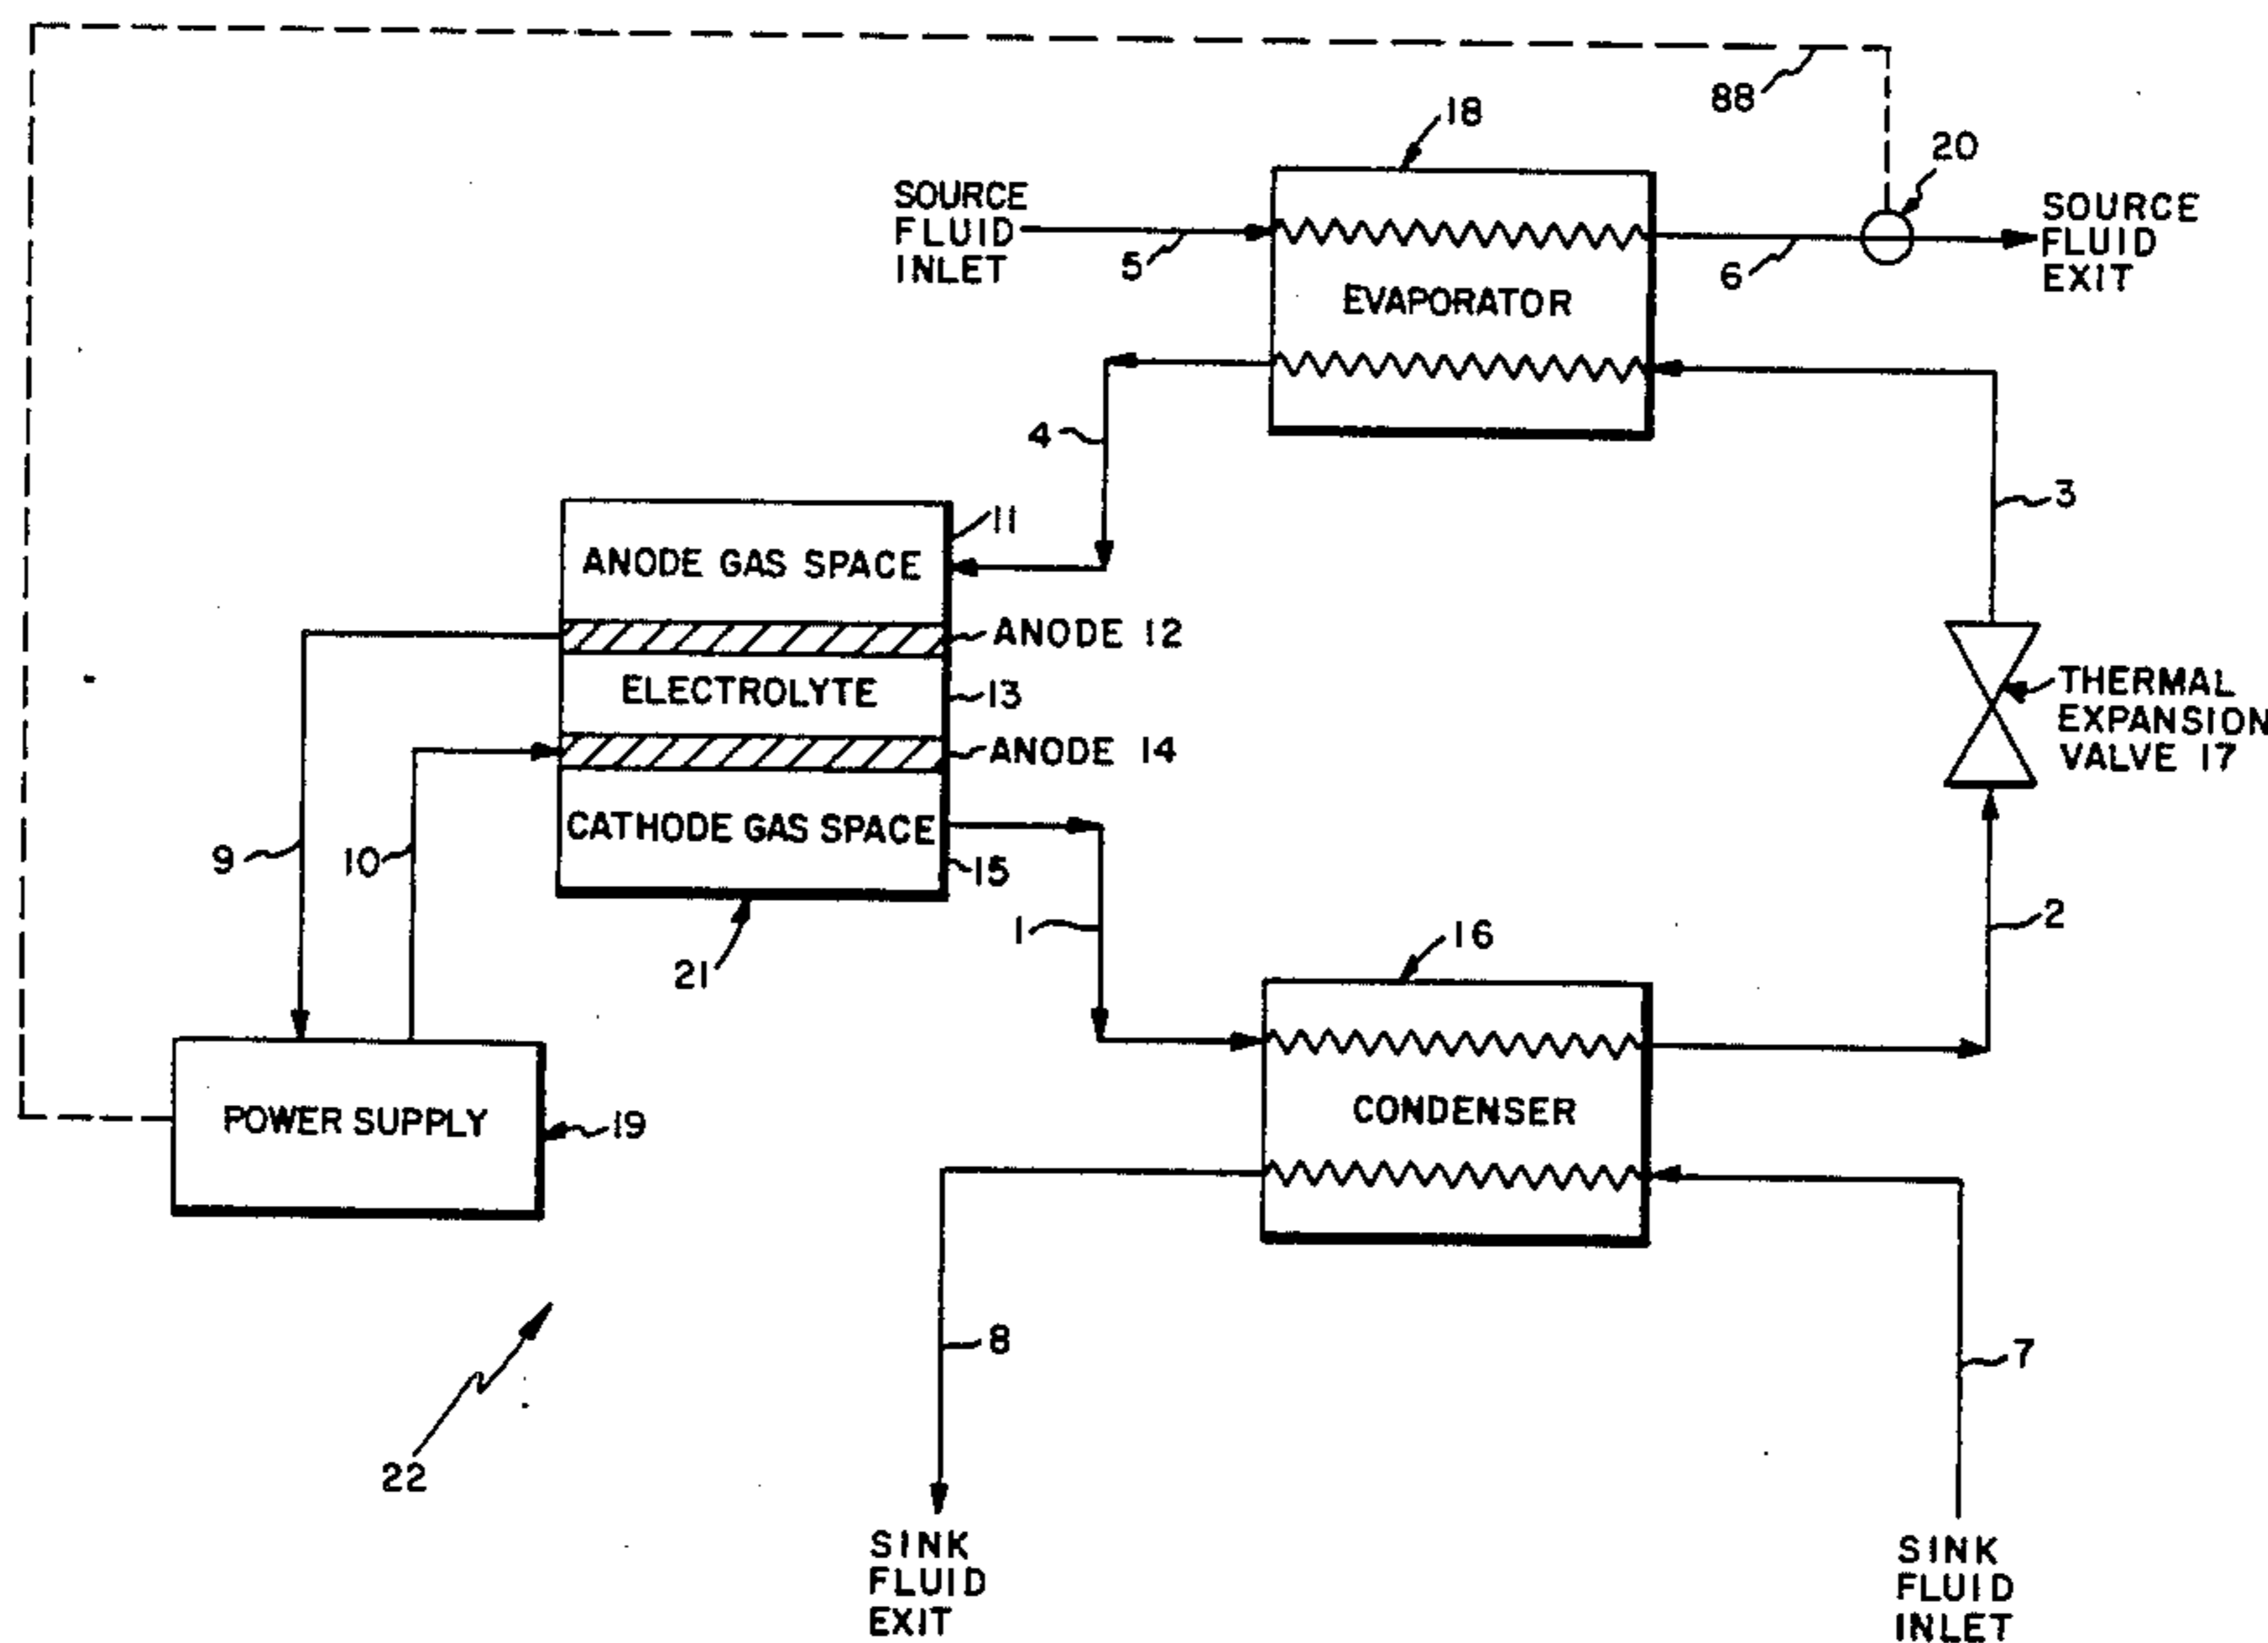 88
18
20
SOURCE
FLUID
INLET
5
6
SOURCE
FLUID
EXIT
EVAPORATOR
4
3
11
ANODE GAS SPACE
ANODE 12
ELECTROLYTE
13
THERMAL
EXPANSION
VALVE 17
ANODE 14
CATHODE GAS SPACE
15
9
10
1
2
21
16
POWER SUPPLY
19
CONDENSER
8
7
22
SINK
FLUID
EXIT
SINK
FLUID
INLET